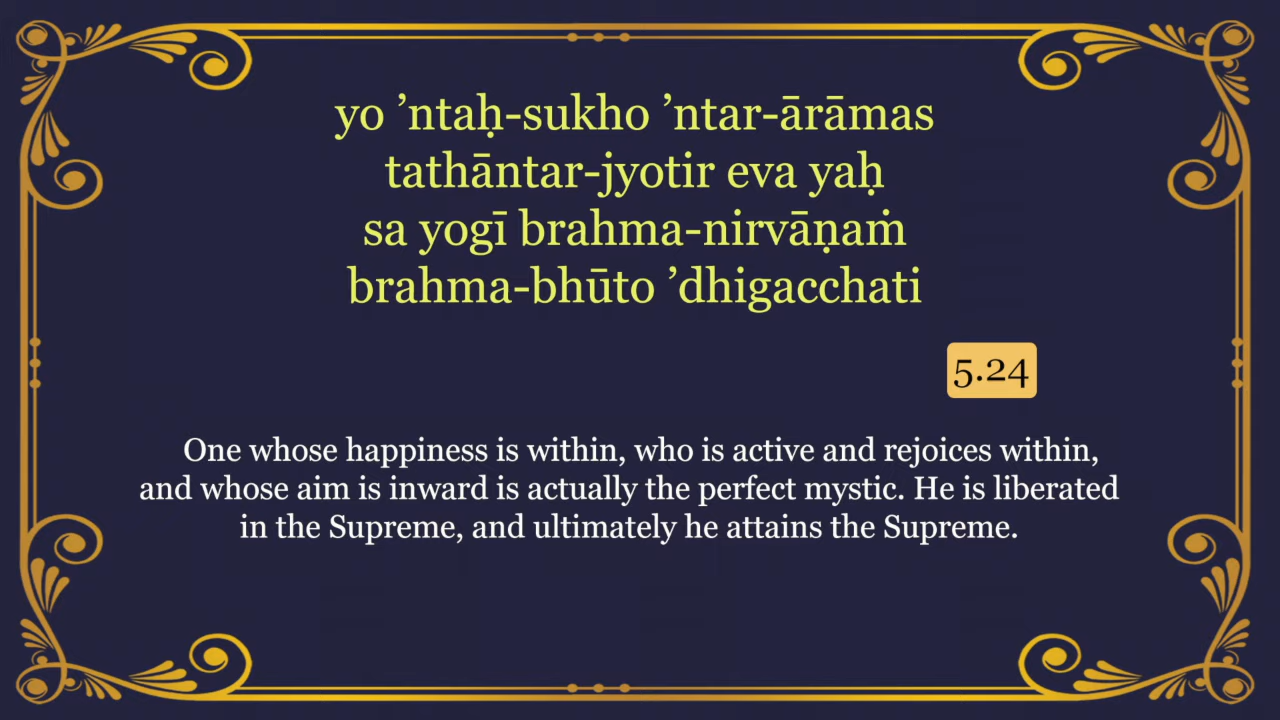 yo ’ntaḥ-sukho ’ntar-ārāmas
tathāntar-jyotir eva yaḥ
sa yogī brahma-nirvāṇaṁ
brahma-bhūto ’dhigacchati
5.24
One whose happiness is within, who is active and rejoices within,
and whose aim is inward is actually the perfect mystic. He is liberated
in the Supreme, and ultimately he attains the Supreme.